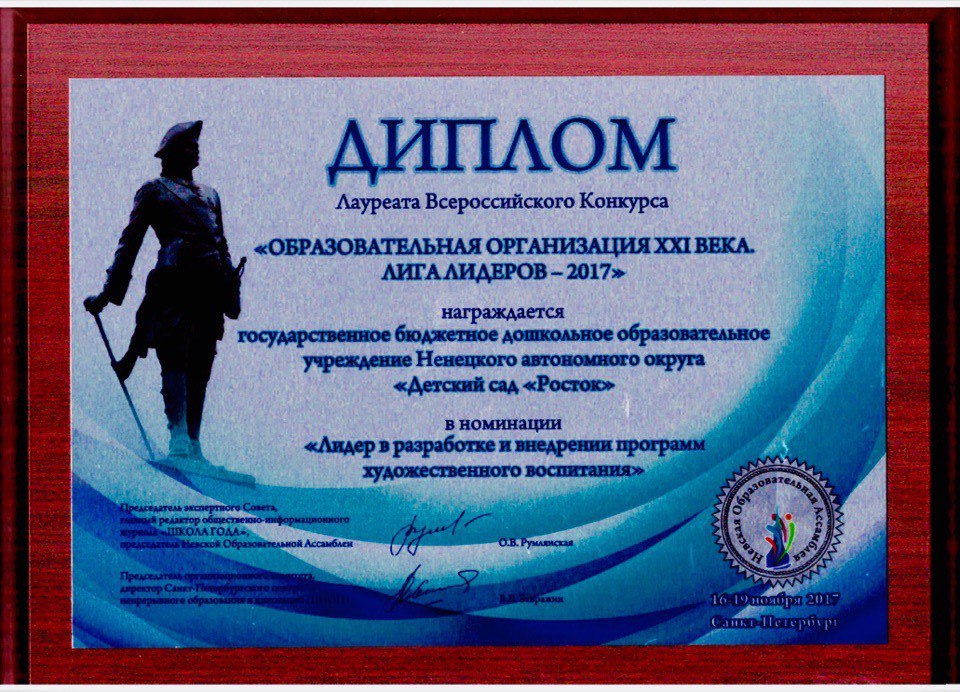 ДИПЛОМ
Лауреата Всероссийского Конкурса
«ОБРАЗОВАТЕЛЬНАЯ ОРГАНИЗАЦИЯ XXI ВЕКА.
ЛИГА ЛИДЕРОВ – 2017»
награждается
государственное бюджетное дошкольное образовательное
учреждение Ненецкого автономного округа
«Детский сад «Росток»
в номинации
«Лидер в разработке и внедрении программ
художественного воспитания»
Председатель экспертного Совета,
главный редактор общественно-информационного
журнала «ШКОЛА ГОДА»,
председатель Невской Образовательной Ассамблеи
О.В. Румянская
Председатель организационного комитета,
директор Санкт-Петербургского центра
непрерывного образования и
Невская Образовательная Ассамблея
16-19 ноября 2017
Санкт-Петербург